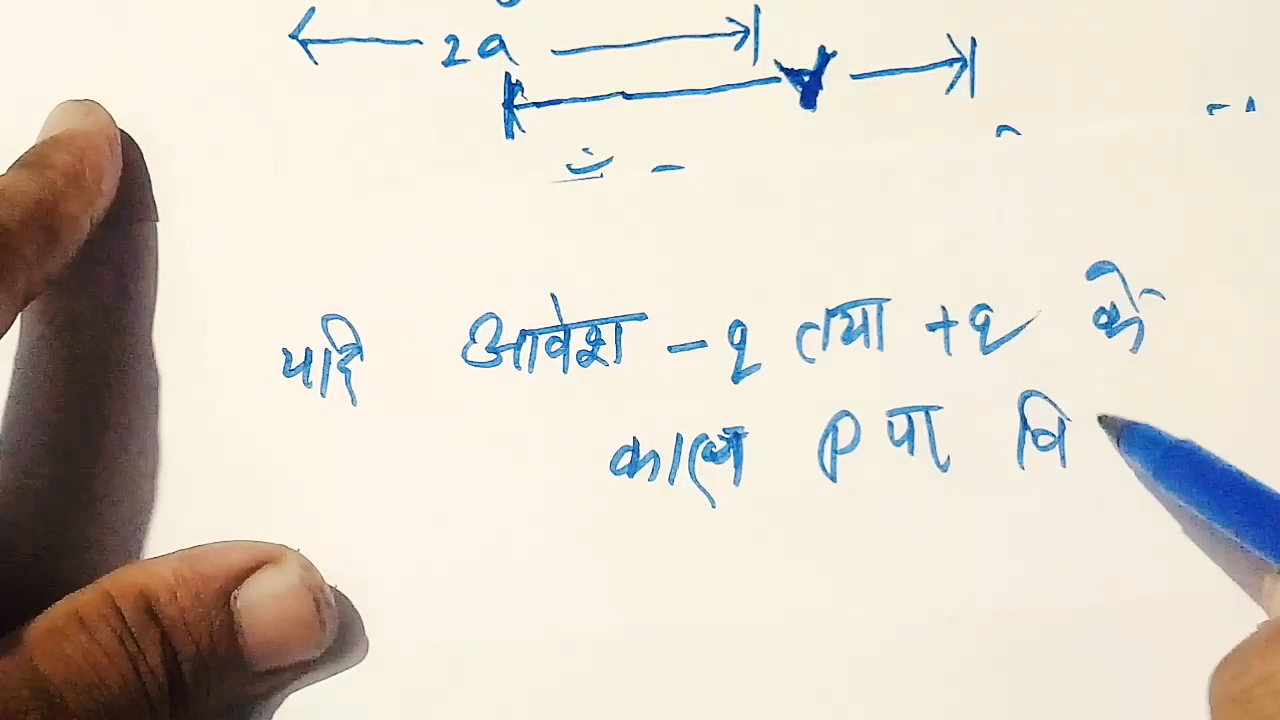 2a
यदि आवेश -q तथा +q के
कारण P पर वि